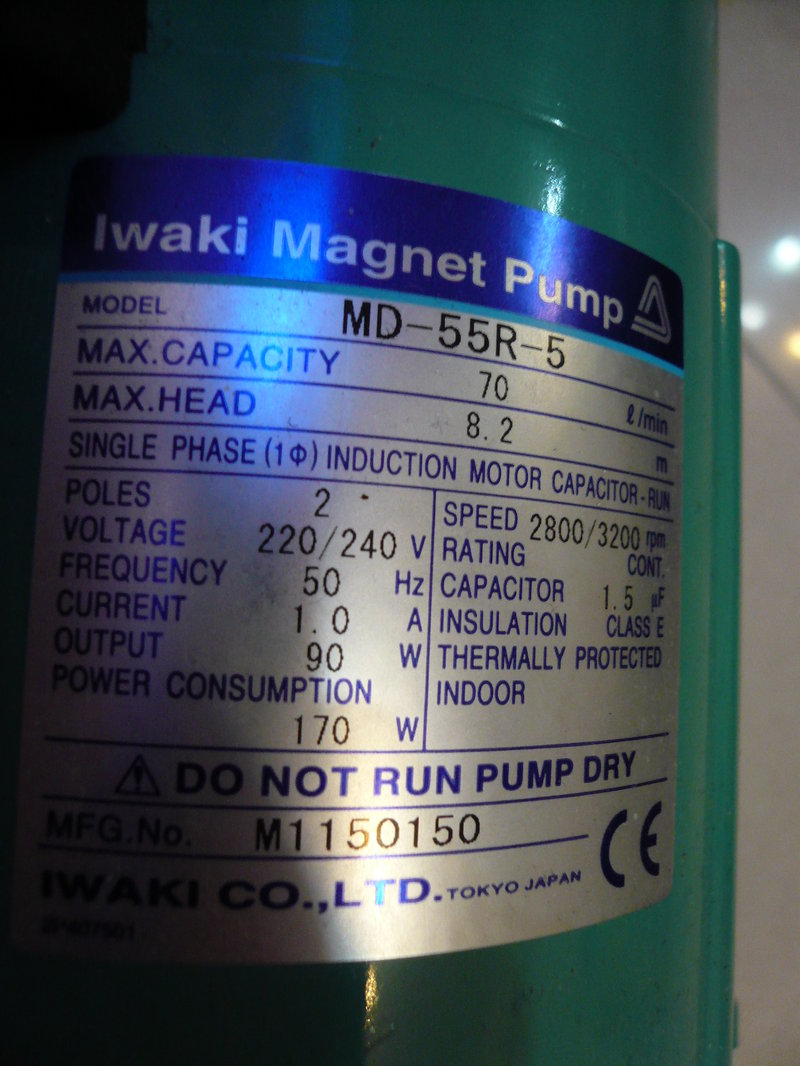 Iwaki Magnet Pump
MODEL MD-55R-5
MAX.CAPACITY 70 ℓ/min
MAX.HEAD 8.2 m
SINGLE PHASE (1Φ) INDUCTION MOTOR CAPACITOR-RUN
POLES 2
VOLTAGE 220/240 V
FREQUENCY 50 Hz
CURRENT 1.0 A
OUTPUT 90 W
POWER CONSUMPTION
170 W
SPEED 2800/3200 rpm
RATING CONT.
CAPACITOR 1.5 μF
INSULATION CLASS E
THERMALLY PROTECTED
INDOOR
DO NOT RUN PUMP DRY
MFG.No. M1150150
CE
IWAKI CO.,LTD. TOKYO JAPAN